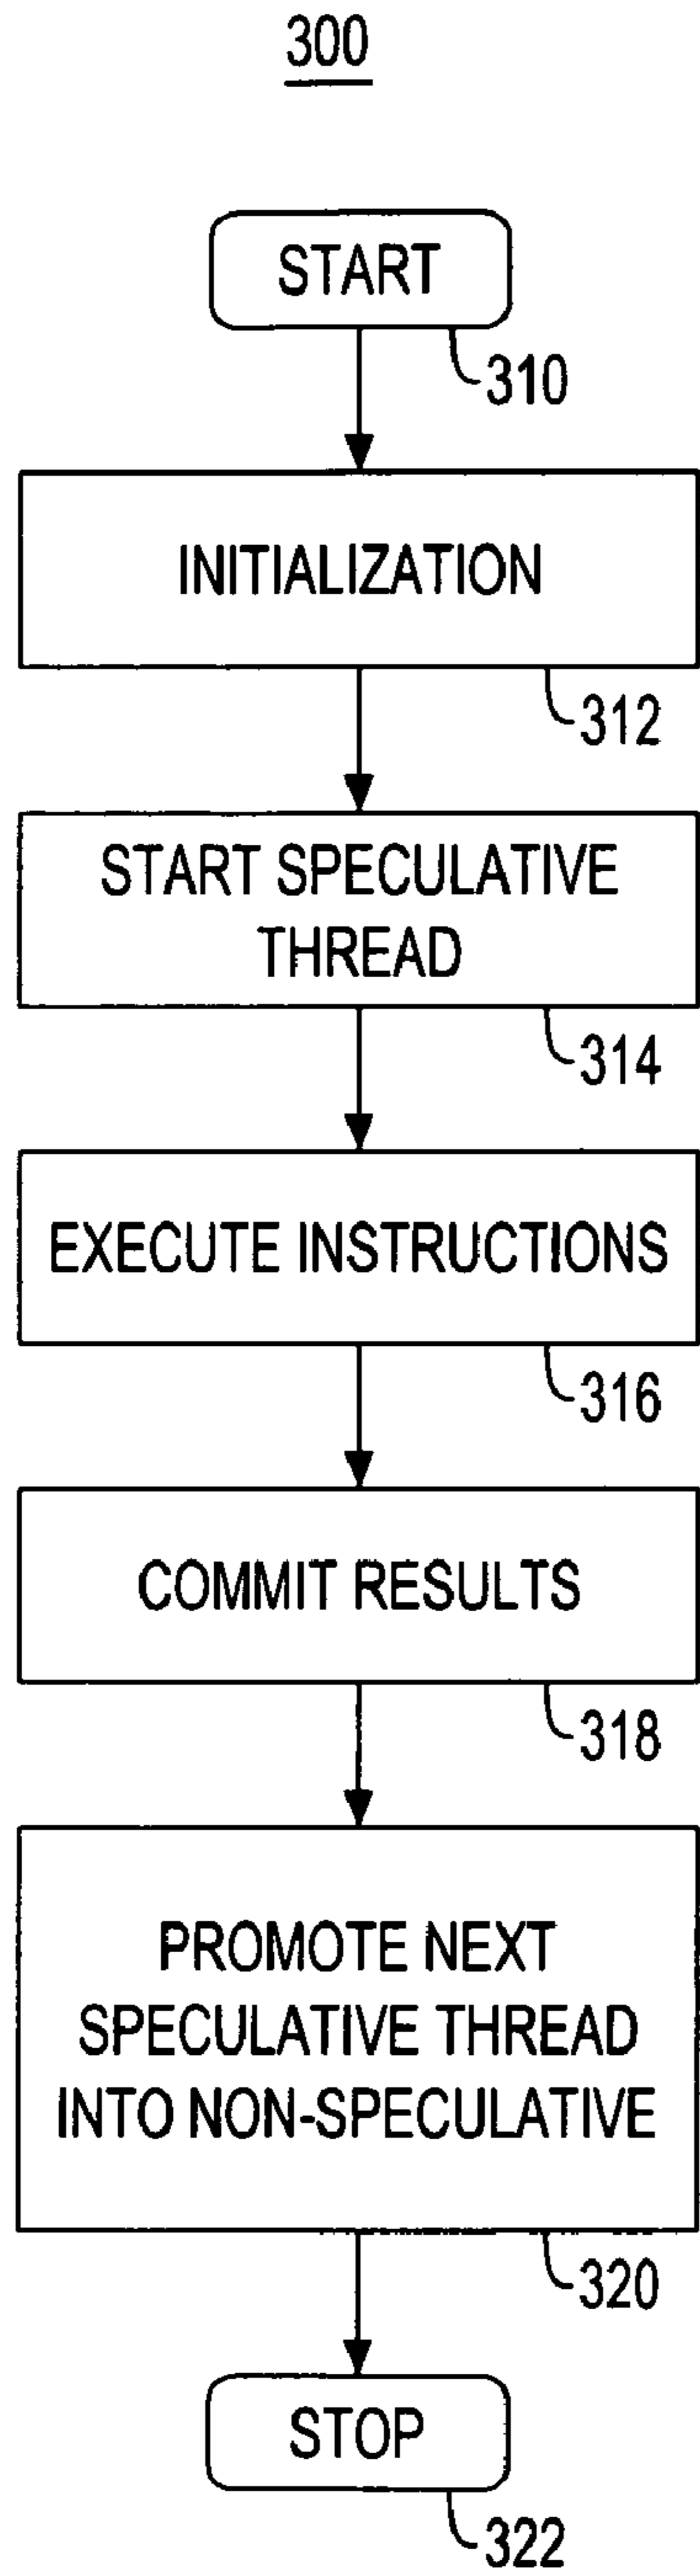 300
START
310
INITIALIZATION
312
START SPECULATIVE
THREAD
314
EXECUTE INSTRUCTIONS
316
COMMIT RESULTS
318
PROMOTE NEXT
SPECULATIVE THREAD
INTO NON-SPECULATIVE
320
STOP
322